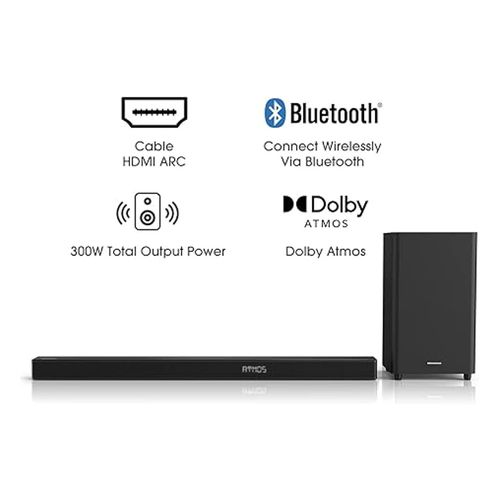 Bluetooth®
Cable
HDMI ARC
Connect Wirelessly
Via Bluetooth
Dolby
ATMOS
300W Total Output Power
Dolby Atmos
ATMOS